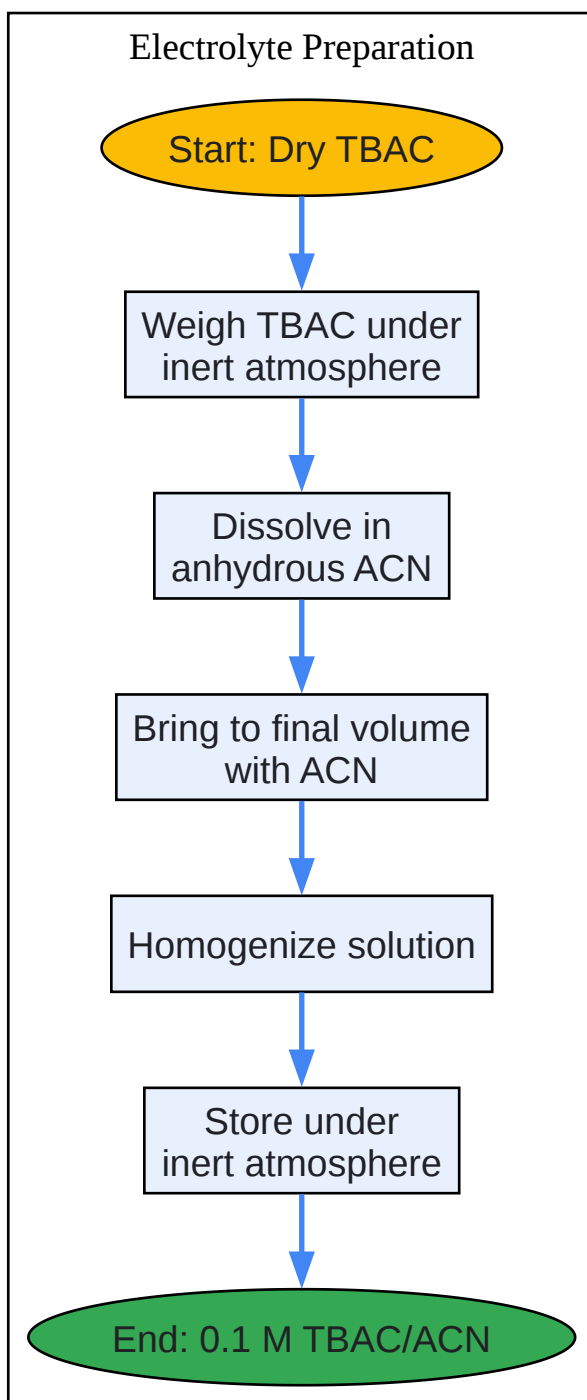 Electrolyte Preparation
Start: Dry TBAC
Weigh TBAC under
inert atmosphere
Dissolve in
anhydrous ACN
Bring to final volume
with ACN
Homogenize solution
Store under
inert atmosphere
End: 0.1 M TBAC/ACN